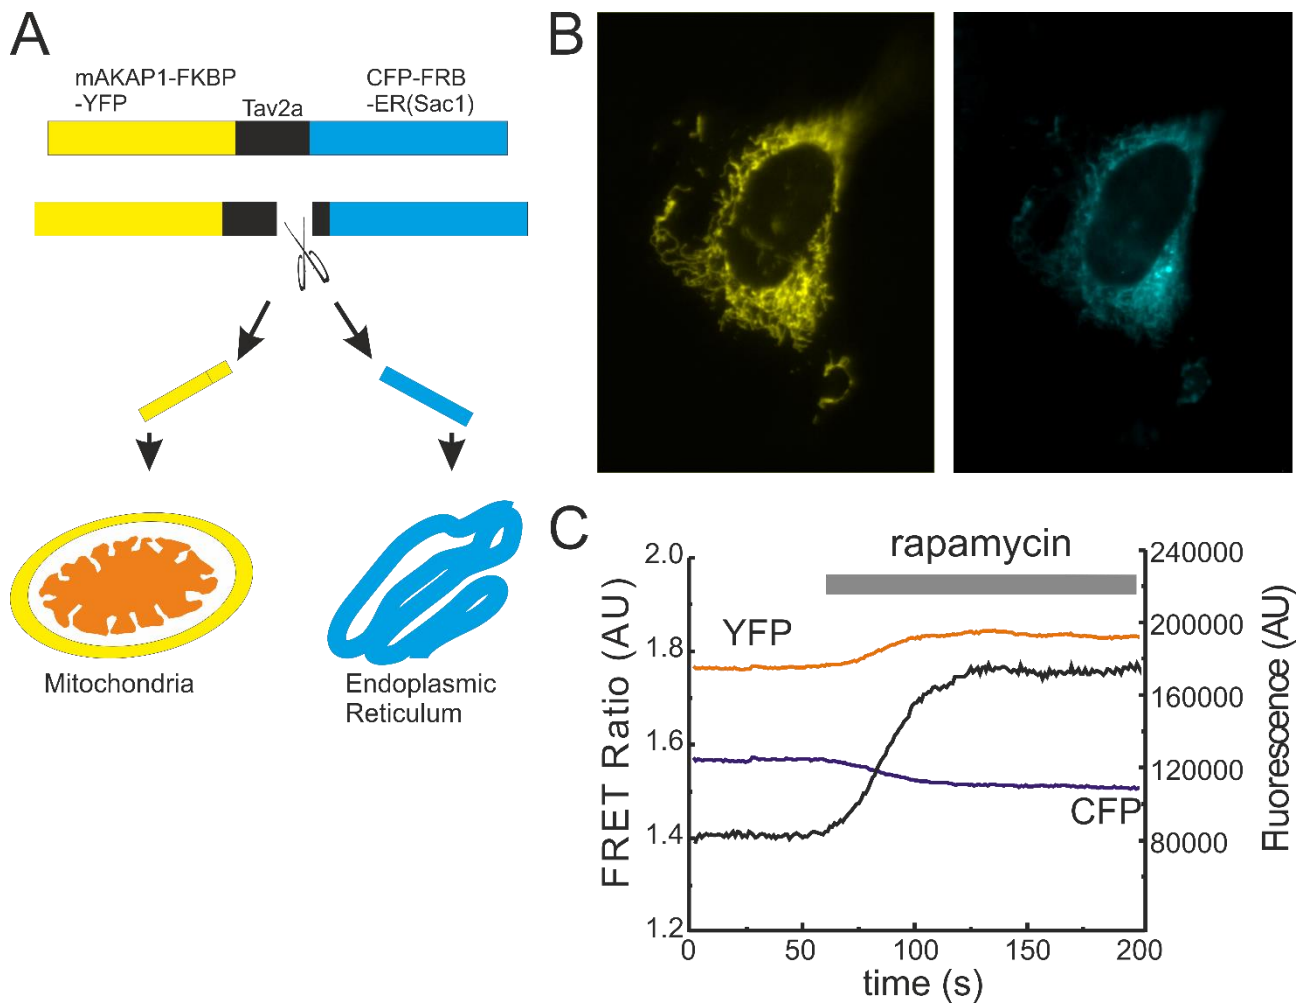 A
mAKAP1-FKBP
-YFP
Tav2a
CFP-FRB
-ER(Sac1)
Mitochondria
Endoplasmic
Reticulum
B
C
rapamycin
FRET Ratio (AU)
2.0
1.8
1.6
1.4
1.2
YFP
CFP
240000
200000
160000
120000
80000
fluorescence (AU)
0
50
100
150
200
time (s)